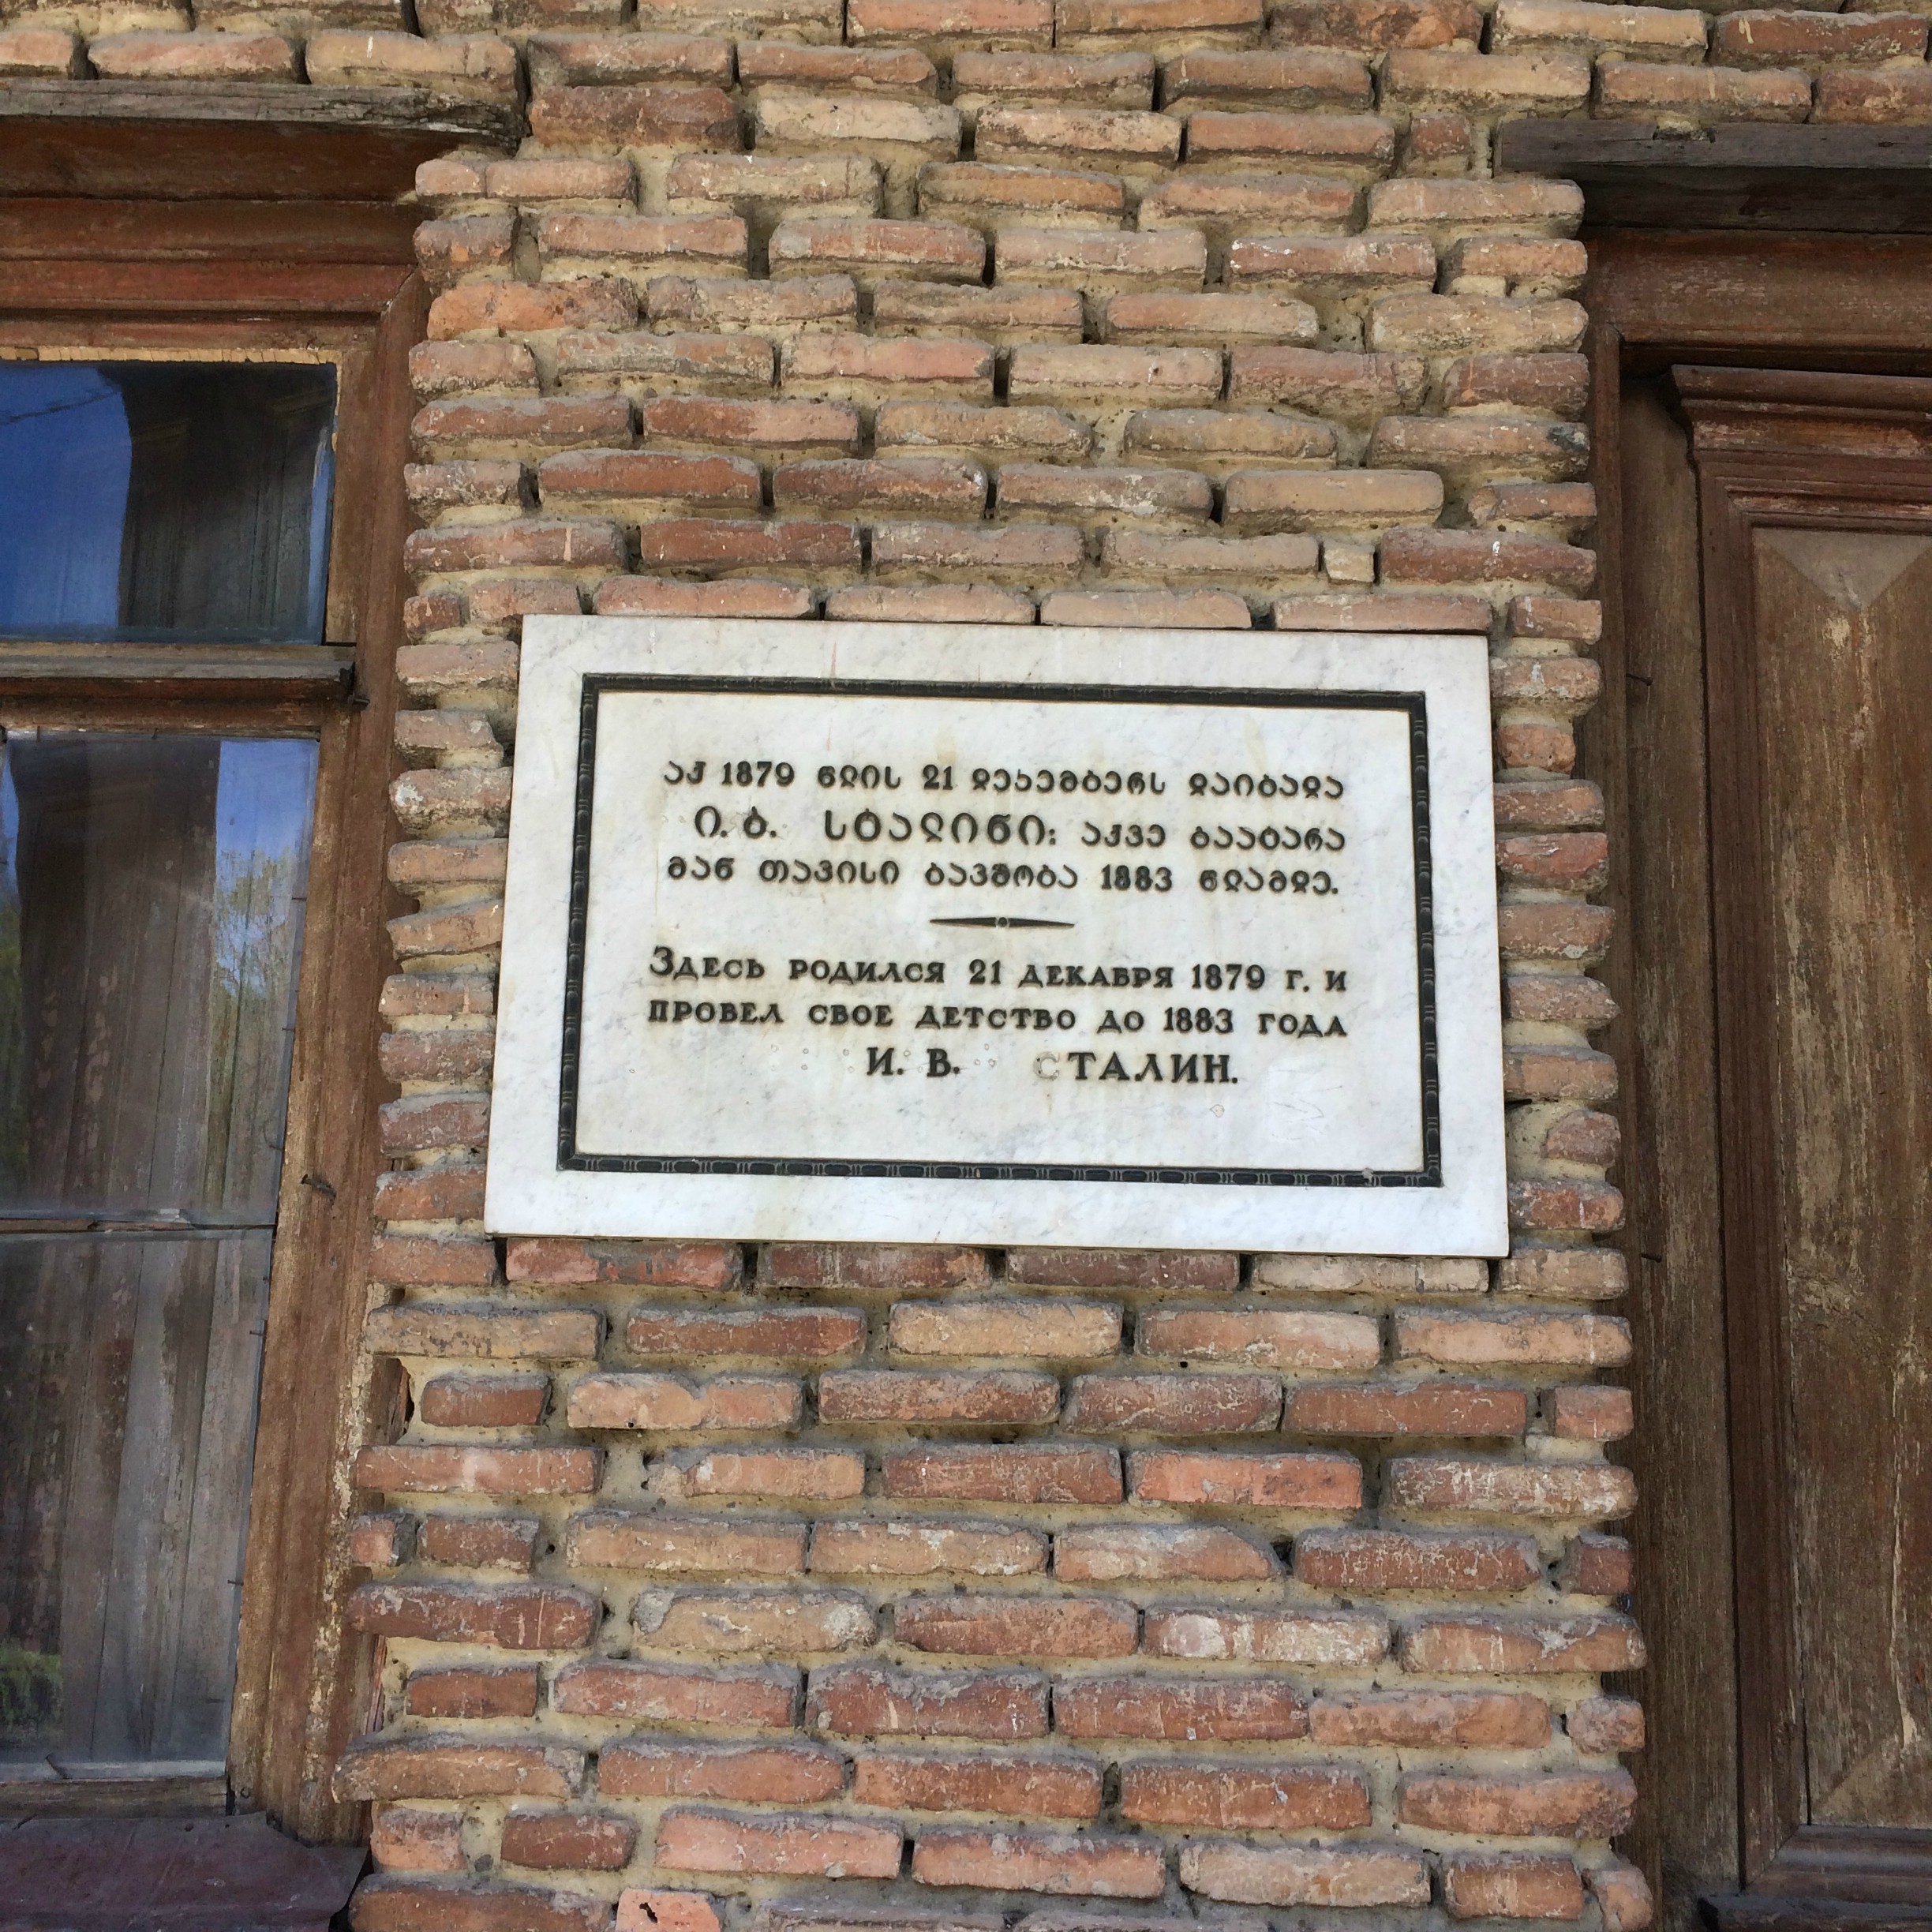 აქ 1879 წლის 21 დეკემბერს დაიბადა
ი. ბ. სტალინი: აქვე გაატარა
მან თავისი ბავშობა 1883 წლამდე.
Здесь родился 21 декабря 1879 г. и
провел свое детство до 1883 года
И. В. Сталин.